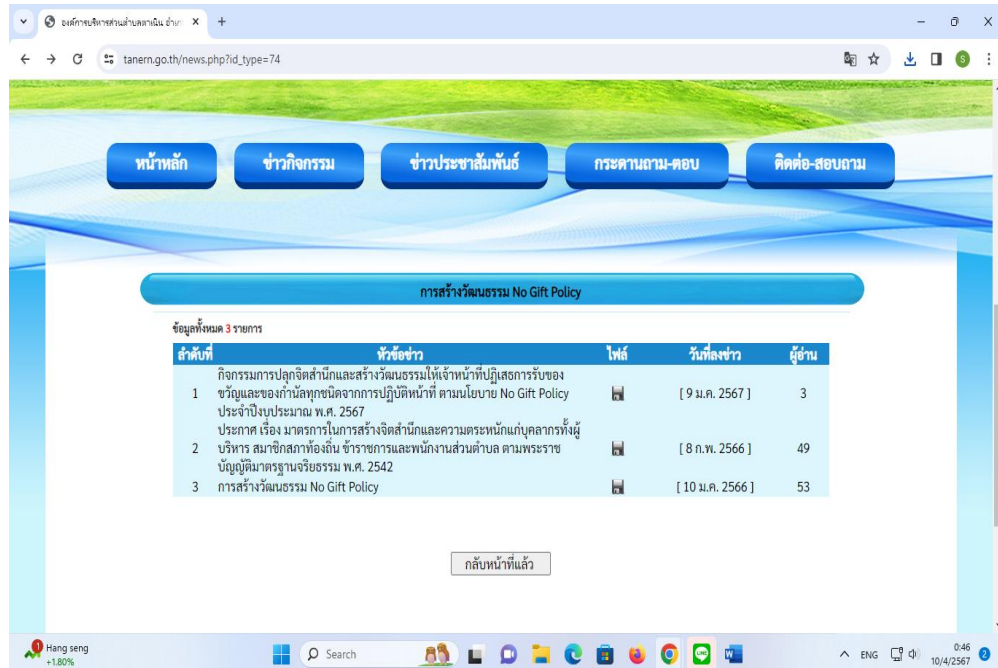 องค์การบริหารส่วนตำบลตาเนิน อำเภ
tanern.go.th/news.php?id_type=74
S
หน้าหลัก ข่าวกิจกรรม ข่าวประชาสัมพันธ์ กระดานถาม-ตอบ ติดต่อ-สอบถาม
การสร้างวัฒนธรรม No Gift Policy
ข้อมูลทั้งหมด 3 รายการ
ลำดับที่ หัวข้อข่าว ไฟล์ วันที่ลงข่าว ผู้อ่าน
กิจกรรมการปลุกจิตสำนึกและสร้างวัฒนธรรมให้เจ้าหน้าที่ปฏิเสธการรับของ
1 ขวัญและของกำนัลทุกชนิดจากการปฏิบัติหน้าที่ ตามนโยบาย No Gift Policy [ 9 ม.ค. 2567 ] 3
ประจำปีงบประมาณ พ.ศ. 2567
ประกาศ เรื่อง มาตรการในการสร้างจิตสำนึกและความตระหนักแก่บุคลากรทั้งผู้
2 บริหาร สมาชิกสภาท้องถิ่น ข้าราชการและพนักงานส่วนตำบล ตามพระราช [ 8 ก.พ. 2566 ] 49
บัญญัติมาตรฐานจริยธรรม พ.ศ. 2542
3 การสร้างวัฒนธรรม No Gift Policy [ 10 ม.ค. 2566 ] 53
กลับหน้าที่แล้ว
1 Hang seng
+1.80%
Search
LINE
W
ENG
0:46
10/4/2567
2